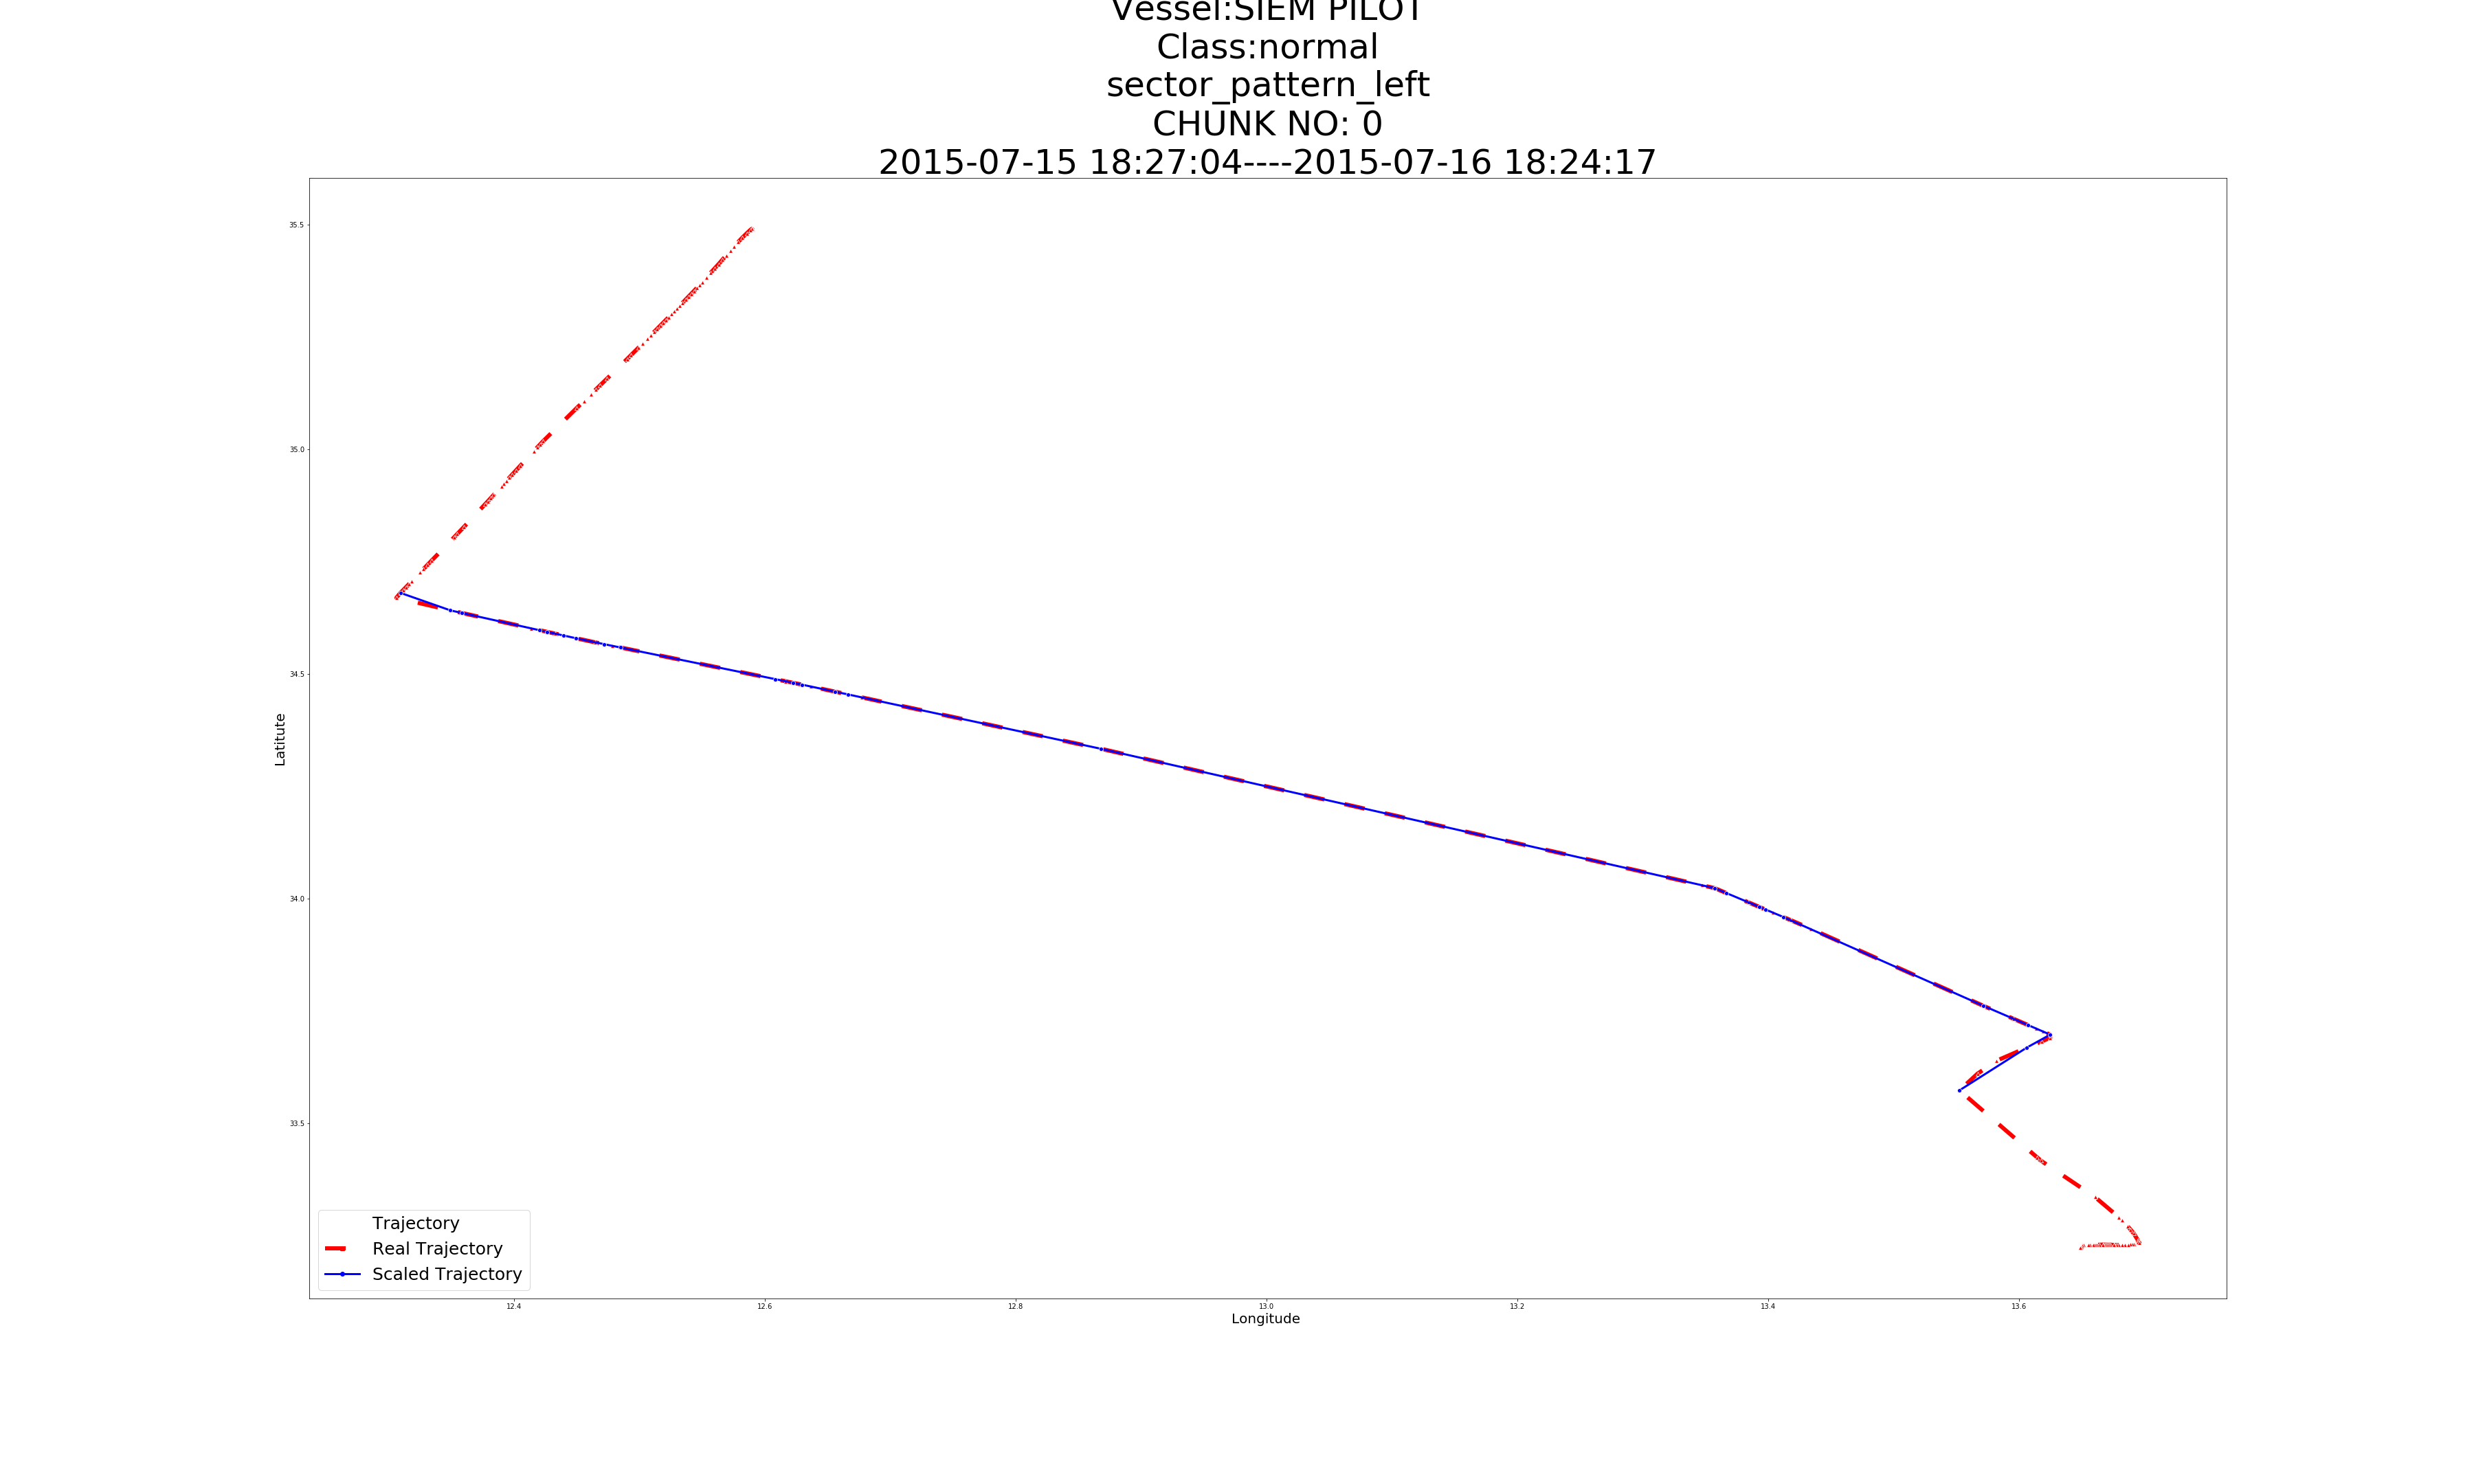 Vessel:SIEM PILOT
Class:normal
sector_pattern_left
CHUNK NO: 0
2015-07-15 18:27:04----2015-07-16 18:24:17
35.5
35.0
34.5
34.0
33.5
Latitute
Trajectory
Real Trajectory
Scaled Trajectory
12.4
12.6
12.8
13.0
13.2
13.4
13.6
Longitude